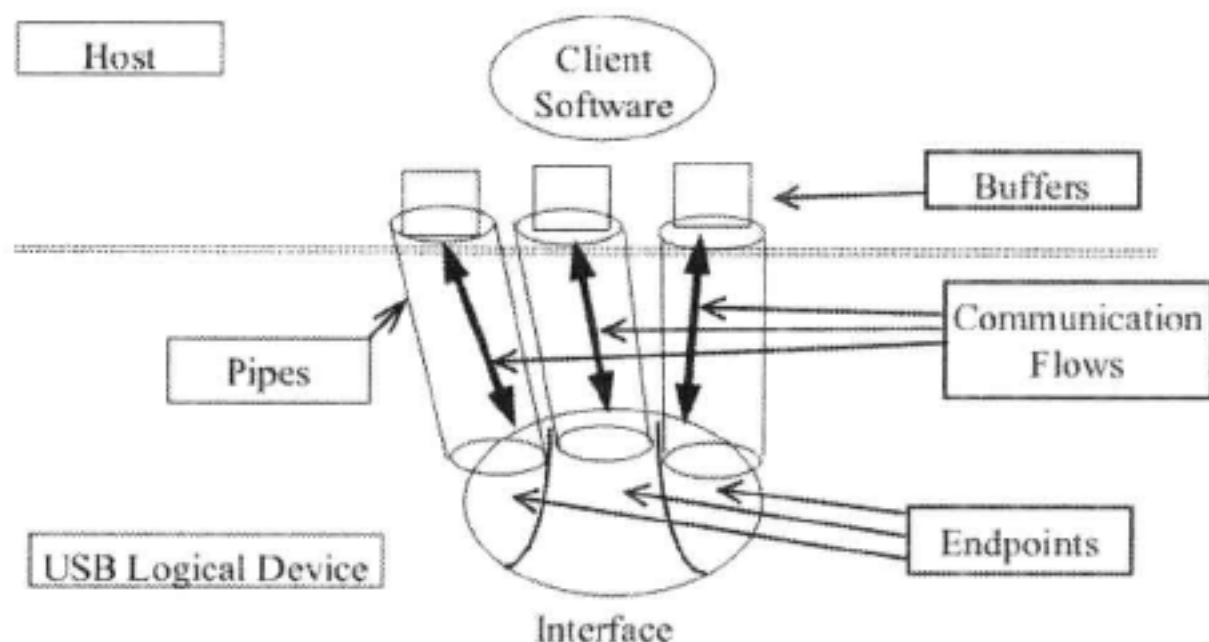 Host
Client
Software
Buffers
Communication
Flows
Pipes
Endpoints
USB Logical Device
Interface